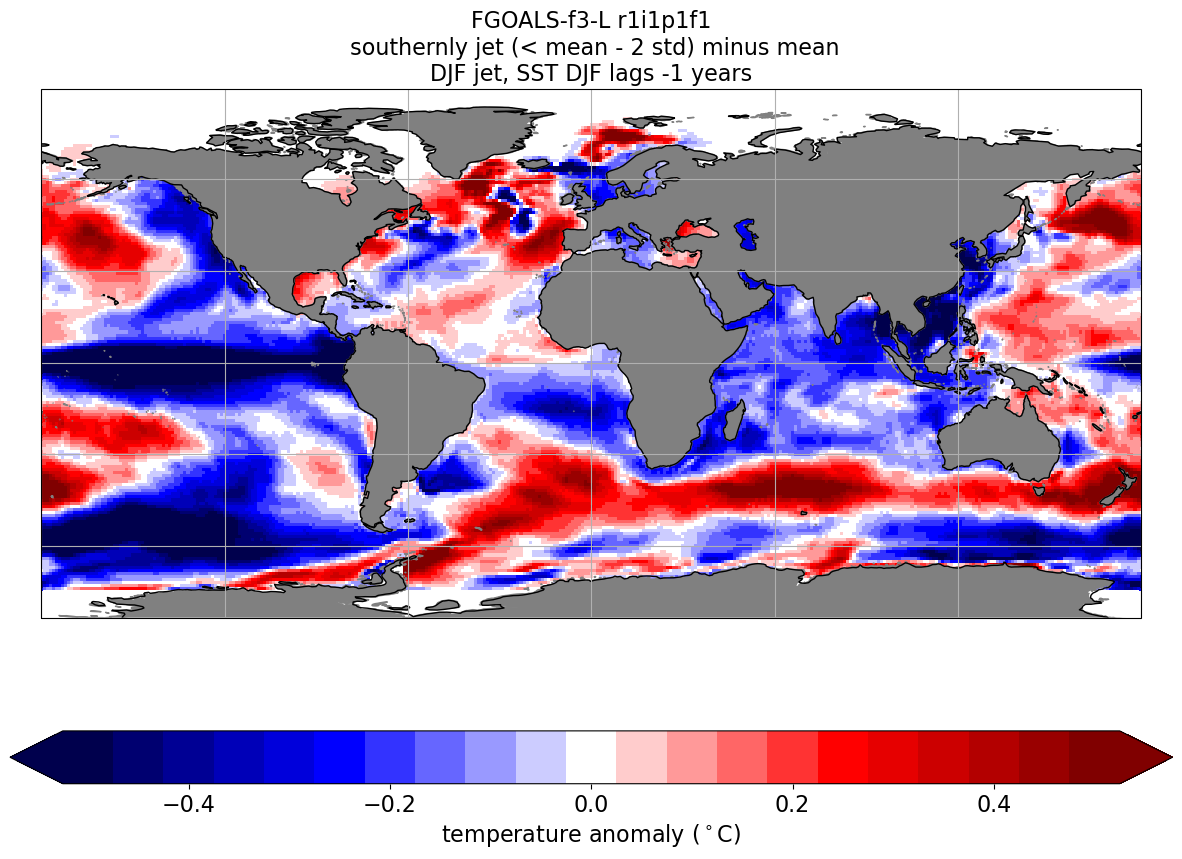 FGOALS-f3-L r1i1p1f1
southernly jet (< mean - 2 std) minus mean
DJF jet, SST DJF lags -1 years
−0.4 −0.2 0.0 0.2 0.4
temperature anomaly (∘C)